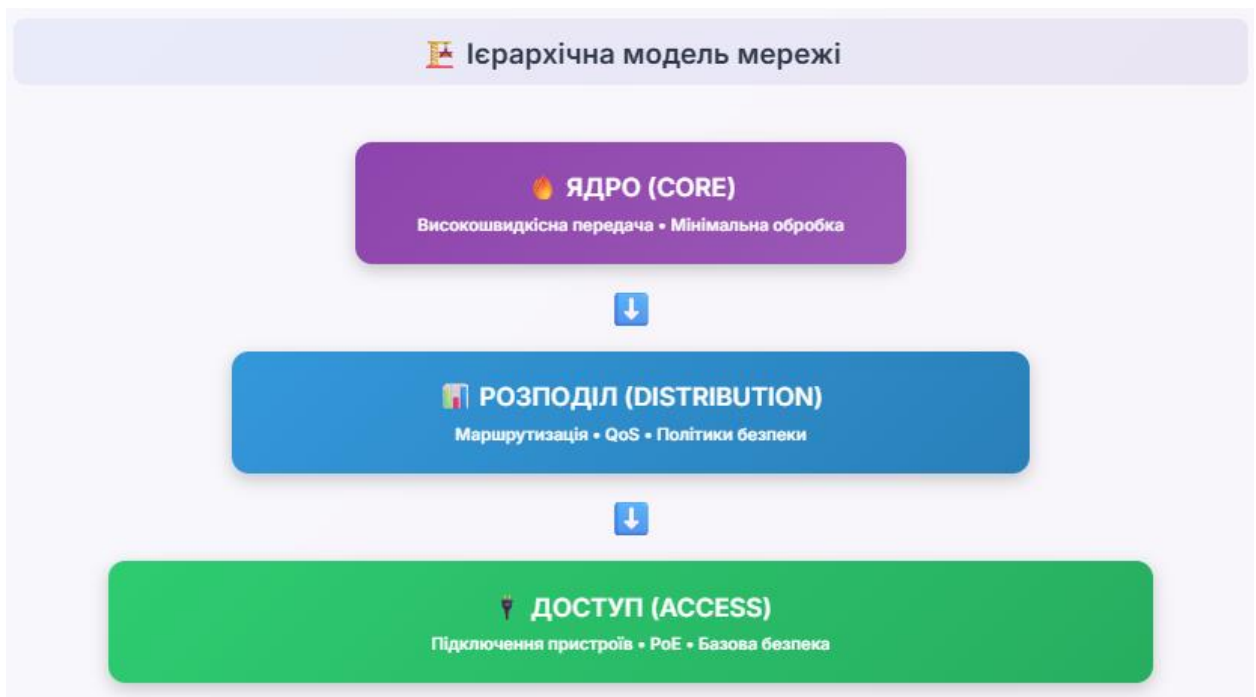 Ієрархічна модель мережі
ЯДРО (CORE)
Високошвидкісна передача • Мінімальна обробка
РОЗПОДІЛ (DISTRIBUTION)
Маршрутизація • QoS • Політики безпеки
ДОСТУП (ACCESS)
Підключення пристроїв • PoE • Базова безпека